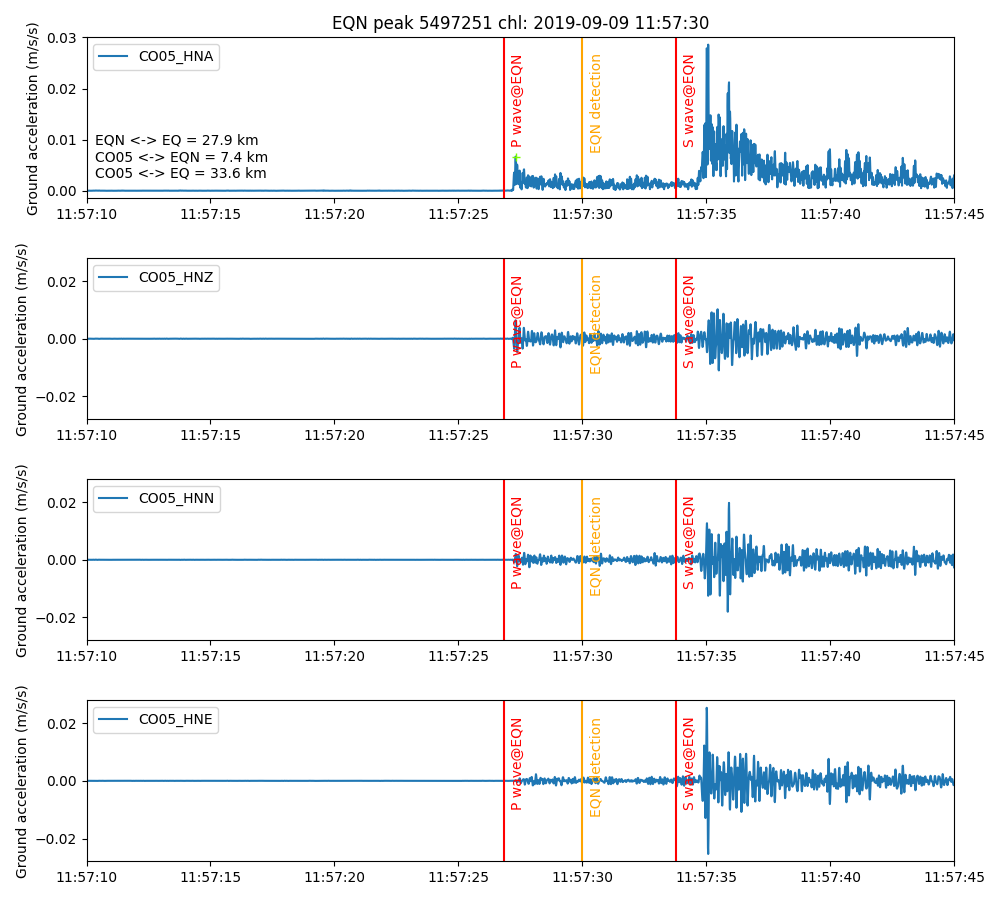 EQN peak 5497251 chl: 2019-09-09 11:57:30
Ground acceleration (m/s/s)
0.03
0.02
0.01
0.00
CO05_HNA
EQN <-> EQ = 27.9 km
CO05 <-> EQN = 7.4 km
CO05 <-> EQ = 33.6 km
P wave@EQN
EQN detection
S wave@EQN
11:57:10 11:57:15 11:57:20 11:57:25 11:57:30 11:57:35 11:57:40 11:57:45
Ground acceleration (m/s/s)
0.02
0.00
−0.02
CO05_HNZ
P wave@EQN
EQN detection
S wave@EQN
11:57:10 11:57:15 11:57:20 11:57:25 11:57:30 11:57:35 11:57:40 11:57:45
Ground acceleration (m/s/s)
0.02
0.00
−0.02
CO05_HNN
P wave@EQN
EQN detection
S wave@EQN
11:57:10 11:57:15 11:57:20 11:57:25 11:57:30 11:57:35 11:57:40 11:57:45
Ground acceleration (m/s/s)
0.02
0.00
−0.02
CO05_HNE
P wave@EQN
EQN detection
S wave@EQN
11:57:10 11:57:15 11:57:20 11:57:25 11:57:30 11:57:35 11:57:40 11:57:45